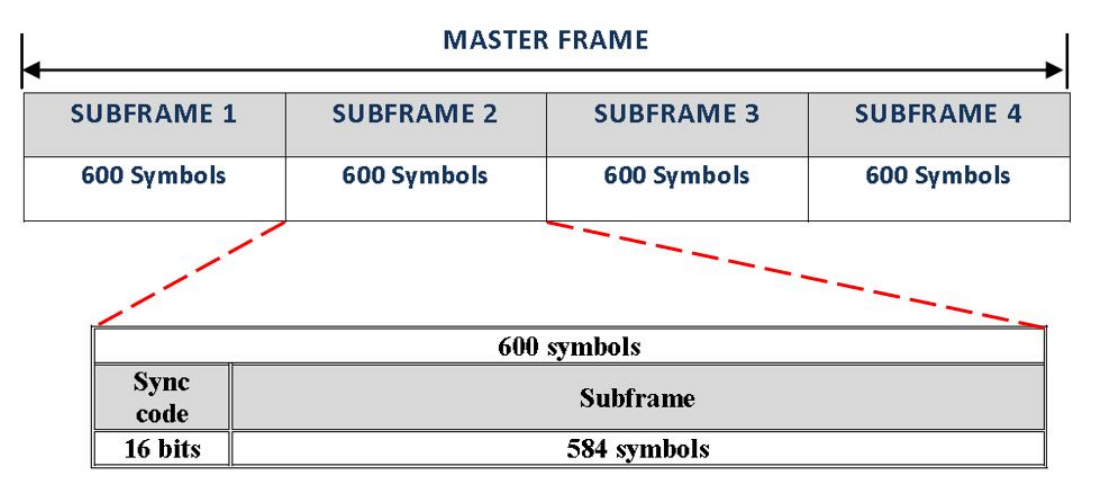 MASTER FRAME
SUBFRAME 1 SUBFRAME 2 SUBFRAME 3 SUBFRAME 4
600 Symbols 600 Symbols 600 Symbols 600 Symbols
600 symbols
Sync
code
Subframe
16 bits 584 symbols